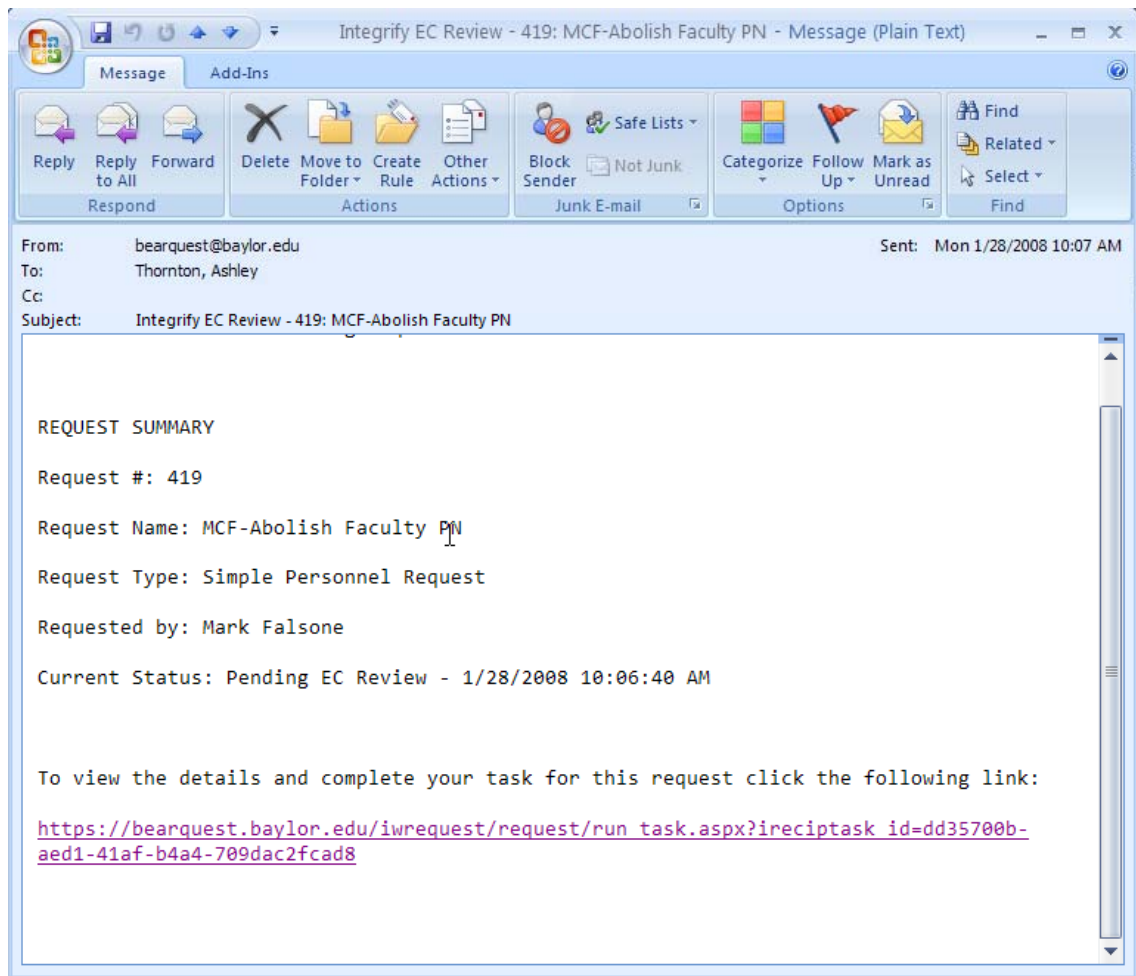 Integrify EC Review - 419: MCF-Abolish Faculty PN - Message (Plain Text)
Message Add-Ins
Reply Reply to All Forward
Respond
Delete Move to Folder Create Rule Other Actions
Actions
Block Sender Safe Lists Not Junk
Junk E-mail
Categorize Follow Up Mark as Unread
Options
Find Related Select
Find
From: bearquest@baylor.edu Sent: Mon 1/28/2008 10:07 AM
To: Thornton, Ashley
Cc:
Subject: Integrify EC Review - 419: MCF-Abolish Faculty PN
REQUEST SUMMARY
Request #: 419
Request Name: MCF-Abolish Faculty PN
Request Type: Simple Personnel Request
Requested by: Mark Falsone
Current Status: Pending EC Review - 1/28/2008 10:06:40 AM
To view the details and complete your task for this request click the following link:
https://bearquest.baylor.edu/iwrequest/request/run_task.aspx?ireciptask_id=dd35700b-
aed1-41af-b4a4-709dac2fcad8